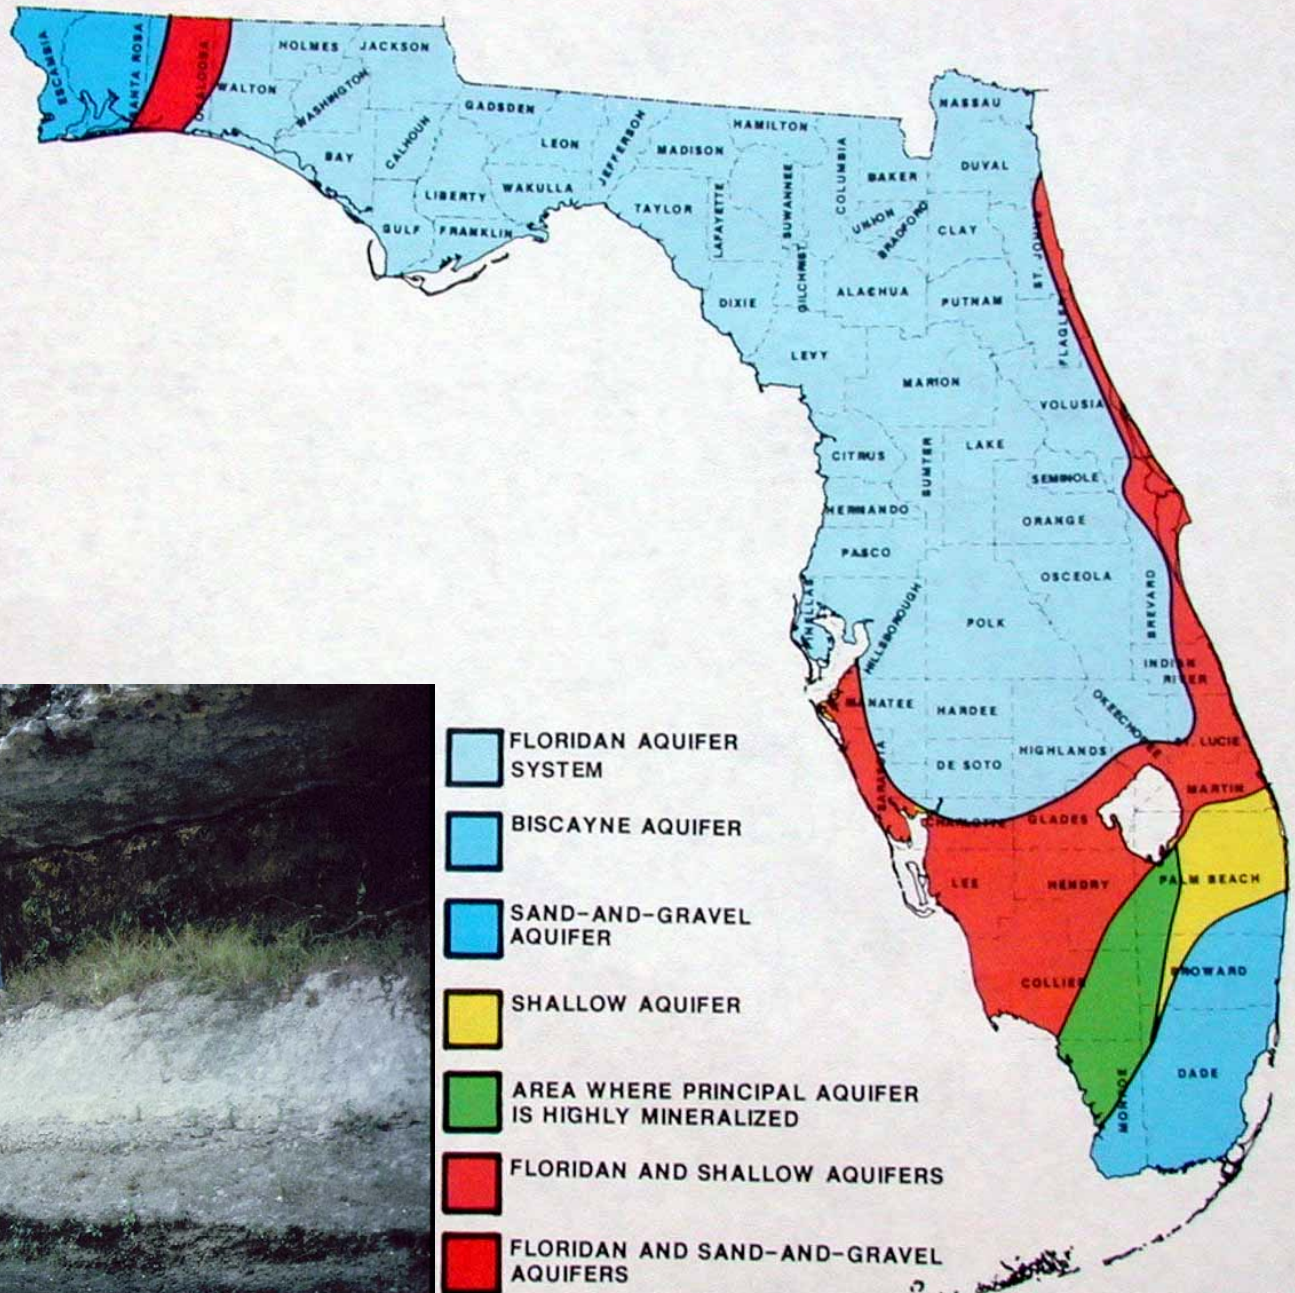 ESCAMBIA
SANTA ROSA
OKALOOSA
WALTON
HOLMES
JACKSON
WASHINGTON
BAY
CALHOUN
GADSDEN
LEON
LIBERTY
WAKULLA
GULF
FRANKLIN
JEFFERSON
MADISON
TAYLOR
HAMILTON
LAFAYETTE
SUWANNEE
COLUMBIA
BAKER
NASSAU
DUVAL
UNION
BRADFORD
CLAY
ST. JOHNS
DIXIE
GILCHRIST
ALACHUA
PUTNAM
FLAGLER
LEVY
MARION
VOLUSIA
CITRUS
SUMTER
LAKE
SEMINOLE
HERNANDO
ORANGE
PASCO
OSCEOLA
BREVARD
PINELLAS
HILLSBOROUGH
POLK
INDIAN
RIVER
MANATEE
HARDEE
OKEECHOBEE
HIGHLANDS
ST. LUCIE
SARASOTA
DE SOTO
MARTIN
CHARLOTTE
GLADES
LEE
HENDRY
PALM BEACH
COLLIER
BROWARD
DADE
MONROE
FLORIDAN AQUIFER
SYSTEM
BISCAYNE AQUIFER
SAND-AND-GRAVEL
AQUIFER
SHALLOW AQUIFER
AREA WHERE PRINCIPAL AQUIFER
IS HIGHLY MINERALIZED
FLORIDAN AND SHALLOW AQUIFERS
FLORIDAN AND SAND-AND-GRAVEL
AQUIFERS